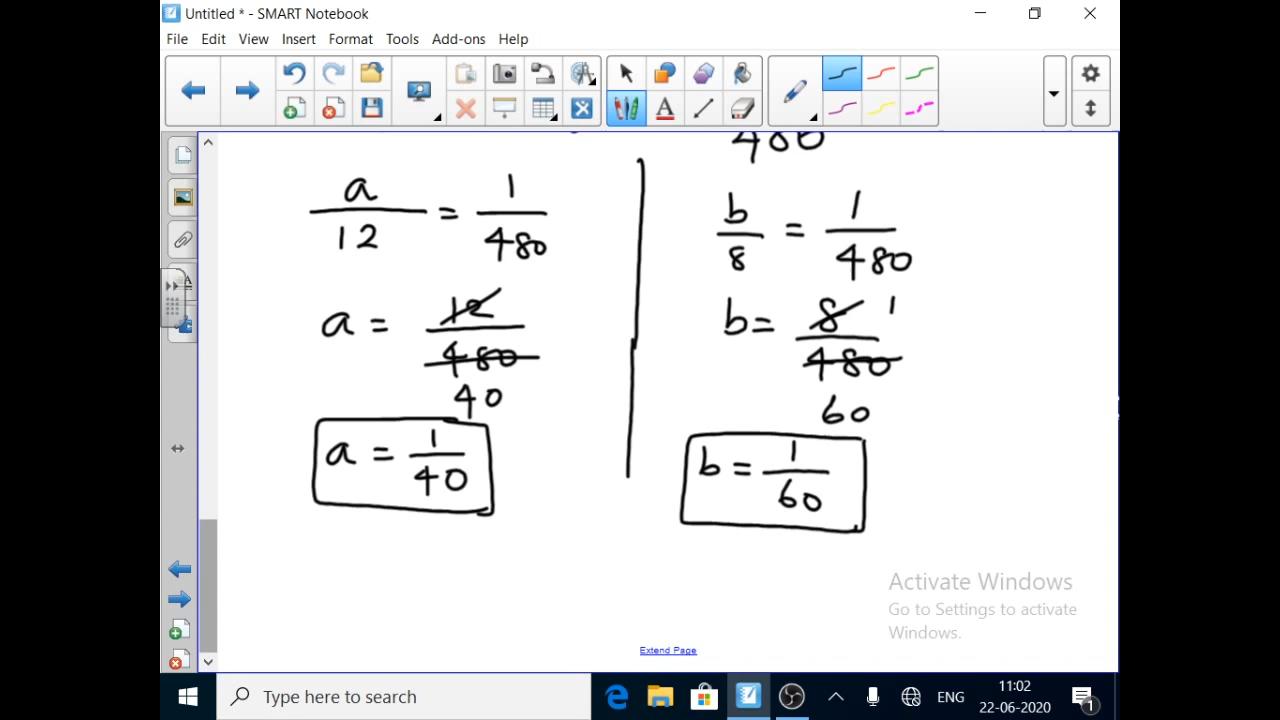 Untitled * - SMART Notebook
File Edit View Insert Format Tools Add-ons Help
480
a/12 = 1/480
a = 12/480
40
a = 1/40
b/8 = 1/480
b = 8/480 1
60
b = 1/60
Activate Windows
Go to Settings to activate
Windows.
Extend Page
Type here to search
ENG
11:02
22-06-2020
1